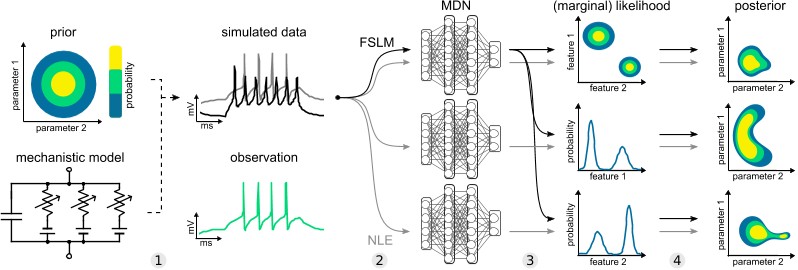 prior
parameter 1
parameter 2
probability
mechanistic model
1
simulated data
mV
ms
observation
mV
ms
2
FSLM
NLE
MDN
3
(marginal) likelihood
feature 1
feature 2
probability
feature 1
probability
feature 2
4
posterior
parameter 1
parameter 2
parameter 1
parameter 2
parameter 1
parameter 2